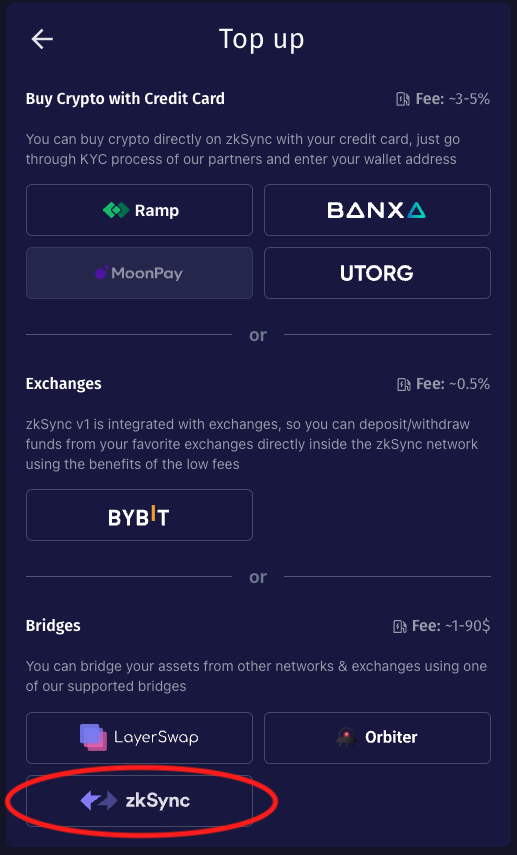 Top up
Buy Crypto with Credit Card
Fee: ~3-5%
You can buy crypto directly on zkSync with your credit card, just go
through KYC process of our partners and enter your wallet address
Ramp
BANXA
MoonPay
UTORG
or
Exchanges
Fee: ~0.5%
zkSync v1 is integrated with exchanges, so you can deposit/withdraw
funds from your favorite exchanges directly inside the zkSync network
using the benefits of the low fees
BYBIT
or
Bridges
Fee: ~1-90$
You can bridge your assets from other networks & exchanges using one
of our supported bridges
LayerSwap
Orbiter
zkSync